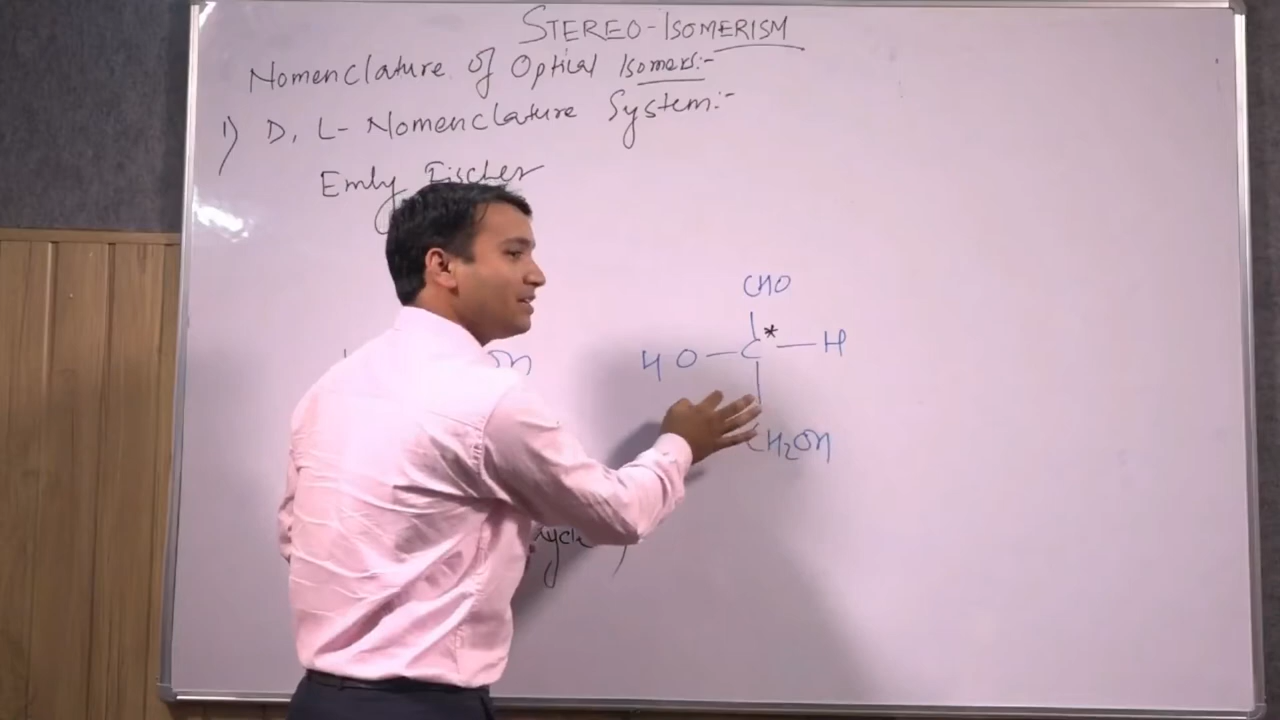 STEREO-ISOMERISM
Nomenclature of Optical Isomers:-
1) D, L- Nomenclature System:-
Emly Fischer
CHO
*
HO — C — H
CH2OH